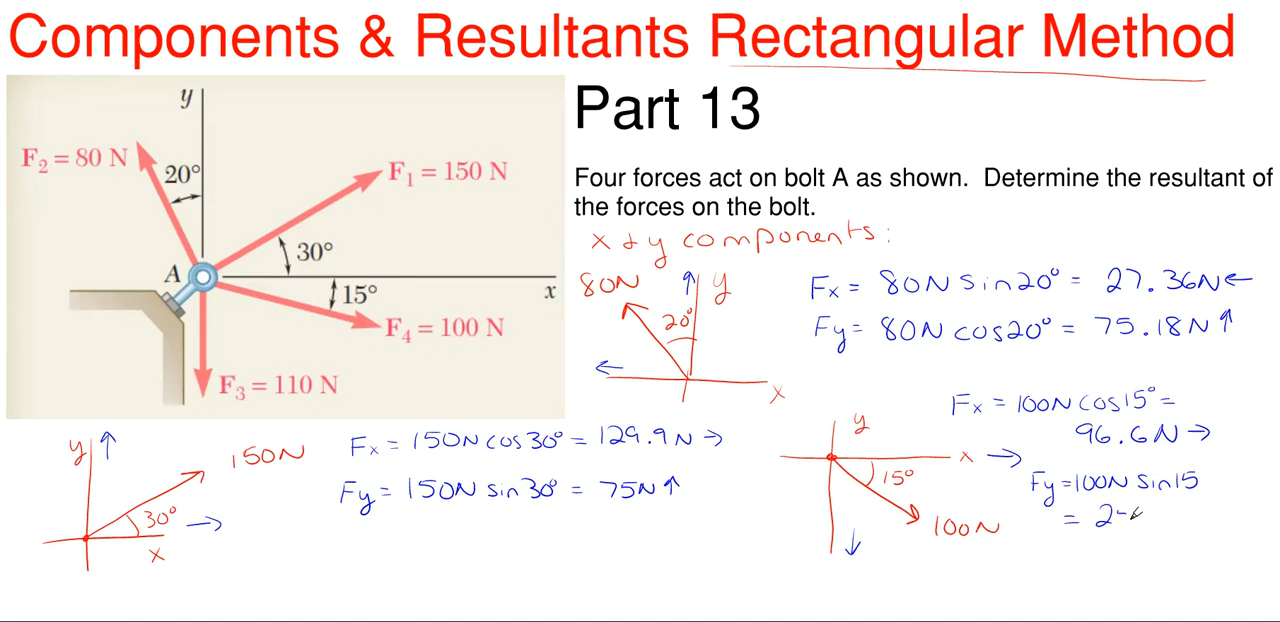 Components & Resultants Rectangular Method
Part 13
Four forces act on bolt A as shown. Determine the resultant of
the forces on the bolt.
y
F₂ = 80 N
20°
F₁ = 150 N
30°
A
x
15°
F₄ = 100 N
F₃ = 110 N
x & y components:
80N
y
20°
x
Fx = 80N sin20° = 27.36N ←
Fy = 80N cos20° = 75.18N ↑
y ↑
150N
30° →
x
Fx = 150N cos30° = 129.9N →
Fy = 150N sin30° = 75N ↑
y
x →
15°
100N
Fx = 100N cos15° =
96.6N →
Fy = 100N sin15
= 2